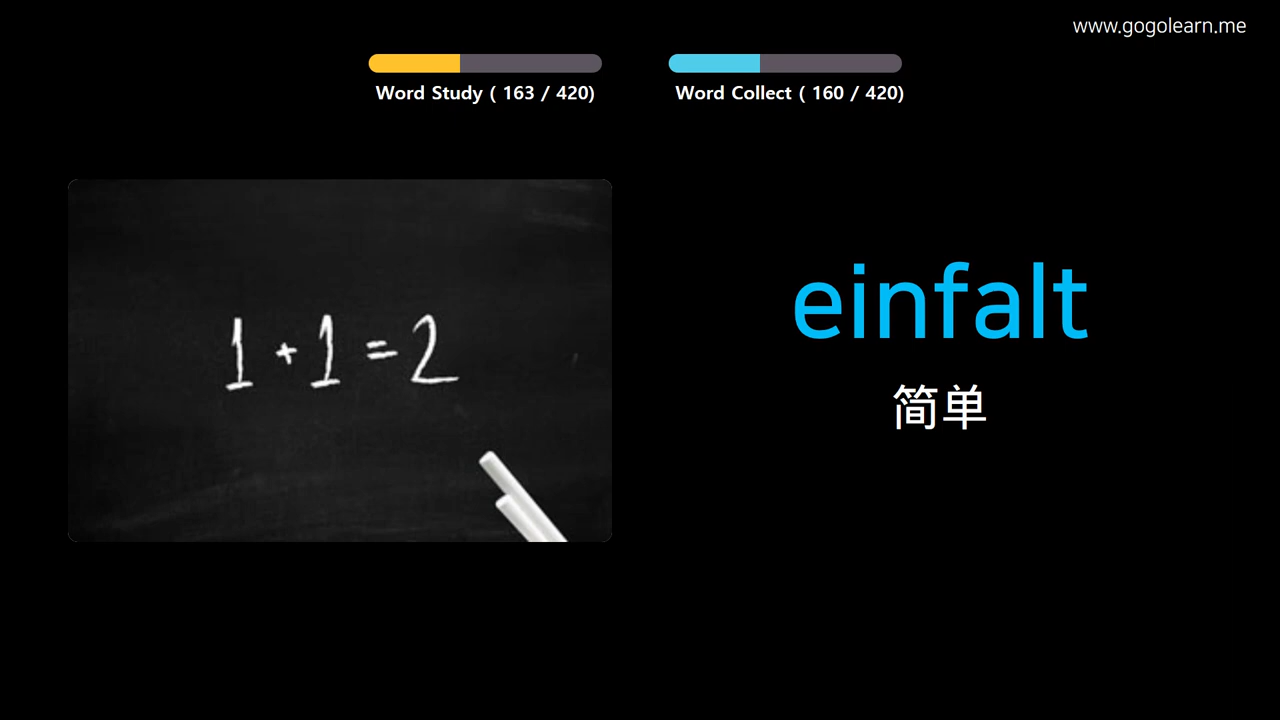 www.gogolearn.me
Word Study ( 163 / 420)
Word Collect ( 160 / 420)
1 + 1 = 2
einfalt
简单